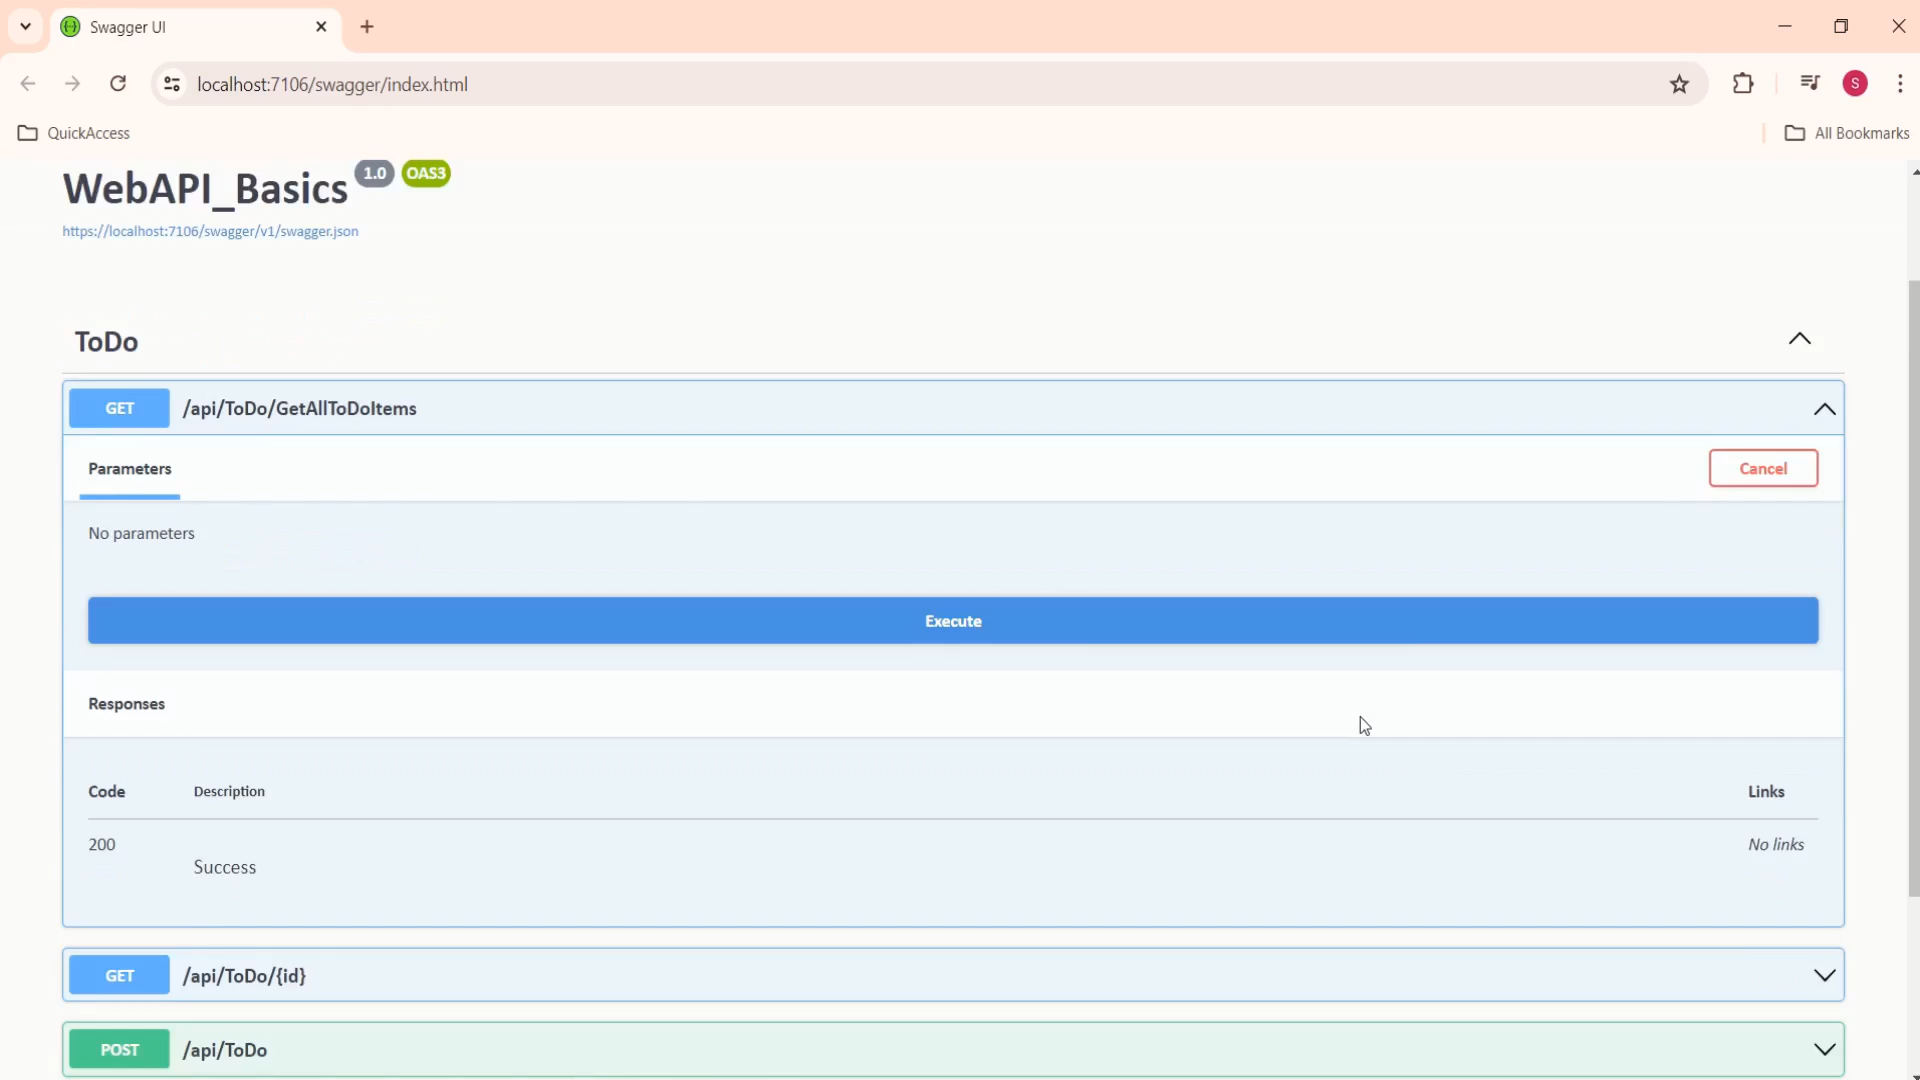 Swagger UI
localhost:7106/swagger/index.html
S
QuickAccess
All Bookmarks
WebAPI_Basics 1.0 OAS3
https://localhost:7106/swagger/v1/swagger.json
ToDo
GET /api/ToDo/GetAllToDoItems
Parameters
Cancel
No parameters
Execute
Responses
Code Description Links
200 No links
Success
GET /api/ToDo/{id}
POST /api/ToDo